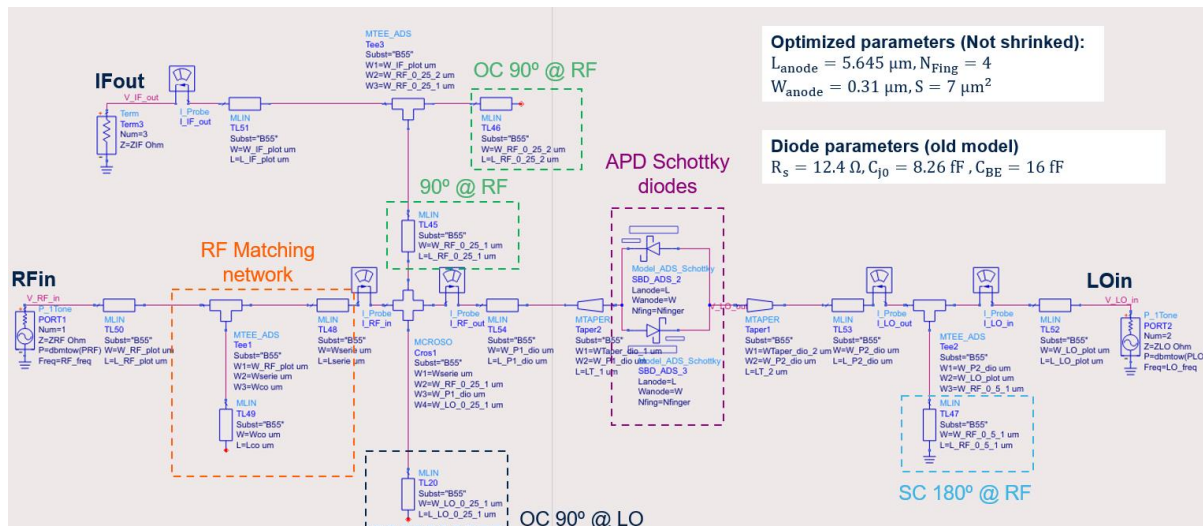 IFout
V_IF_out
I_Probe
I_IF_out
Term
Term3
Num=3
Z=ZIF Ohm
MLIN
TL51
Subst="B55"
W=W_IF_plot um
L=L_IF_plot um
MTEE_ADS
Tee3
Subst="B55"
W1=W_IF_plot um
W2=W_RF_0_25_2 um
W3=W_RF_0_25_1 um
OC 90º @ RF
MLIN
TL46
Subst="B55"
W=W_RF_0_25_2 um
L=L_RF_0_25_2 um
Optimized parameters (Not shrinked):
L_anode = 5.645 μm, N_Fing = 4
W_anode = 0.31 μm, S = 7 μm²
Diode parameters (old model)
R_s = 12.4 Ω, C_j0 = 8.26 fF , C_BE = 16 fF
90º @ RF
MLIN
TL45
Subst="B55"
W=W_RF_0_25_1 um
L=L_RF_0_25_1 um
APD Schottky
diodes
Model_ADS_Schottky
SBD_ADS_2
Lanode=L
Wanode=W
Nfing=Nfinger
Model_ADS_Schottky
SBD_ADS_3
Lanode=L
Wanode=W
Nfing=Nfinger
RF Matching
network
RFin
V_RF_in
P_1Tone
PORT1
Num=1
Z=ZRF Ohm
P=dbmtow(PRF)
Freq=RF_freq
MLIN
TL50
Subst="B55"
W=W_RF_plot um
L=L_RF_plot um
MTEE_ADS
Tee1
Subst="B55"
W1=W_RF_plot um
W2=Wserie um
W3=Wco um
MLIN
TL49
Subst="B55"
W=Wco um
L=Lco um
MLIN
TL48
Subst="B55"
W=Wserie um
L=Lserie um
I_Probe
I_RF_in
MCROSO
Cros1
Subst="B55"
W1=Wserie um
W2=W_RF_0_25_1 um
W3=W_P1_dio um
W4=W_LO_0_25_1 um
I_Probe
I_RF_out
MLIN
TL54
Subst="B55"
W=W_P1_dio um
L=L_P1_dio um
MTAPER
Taper2
Subst="B55"
W1=WTaper_dio_1 um
L=LT_1 um
MTAPER
Taper1
Subst="B55"
W1=WTaper_dio_2 um
W2=W_P2_dio um
L=LT_2 um
MLIN
TL53
Subst="B55"
W=W_P2_dio um
L=L_P2_dio um
I_Probe
I_LO_out
MTEE_ADS
Tee2
Subst="B55"
W1=W_P2_dio um
W2=W_LO_plot um
W3=W_RF_0_5_1 um
I_Probe
I_LO_in
MLIN
TL52
Subst="B55"
W=W_LO_plot um
L=L_LO_plot um
LOin
V_LO_in
P_1Tone
PORT2
Num=2
Z=ZLO Ohm
P=dbmtow(PLO
Freq=LO_freq
MLIN
TL47
Subst="B55"
W=W_RF_0_5_1 um
L=L_RF_0_5_1 um
SC 180º @ RF
MLIN
TL20
Subst="B55"
W=W_LO_0_25_1 um
L=L_LO_0_25_1 um
OC 90º @ LO